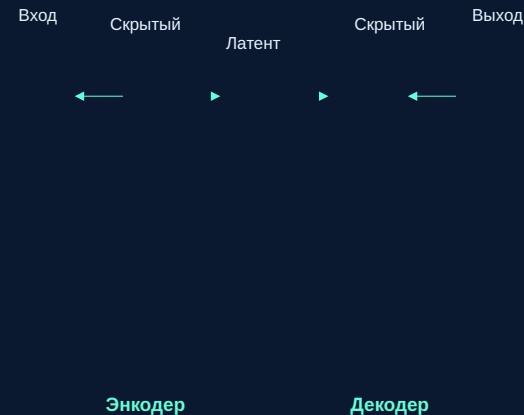 Вход
Скрытый
Латент
Скрытый
Выход
Энкодер
Декодер